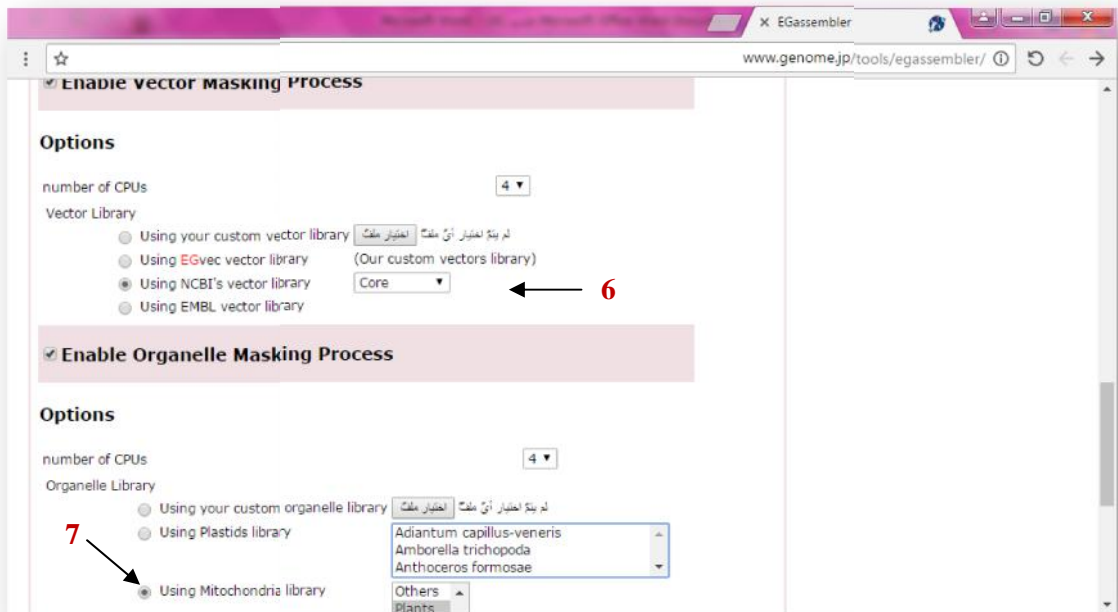 EGassembler
www.genome.jp/tools/egassembler/
Enable Vector Masking Process
Options
number of CPUs 4
Vector Library
Using your custom vector library اختيار ملف لم يتم اختيار أي ملف
Using EGvec vector library (Our custom vectors library)
Using NCBI's vector library Core
6
Using EMBL vector library
Enable Organelle Masking Process
Options
number of CPUs 4
Organelle Library
Using your custom organelle library اختيار ملف لم يتم اختيار أي ملف
Using Plastids library Adiantum capillus-veneris
Amborella trichopoda
Anthoceros formosae
7
Using Mitochondria library Others
Plants